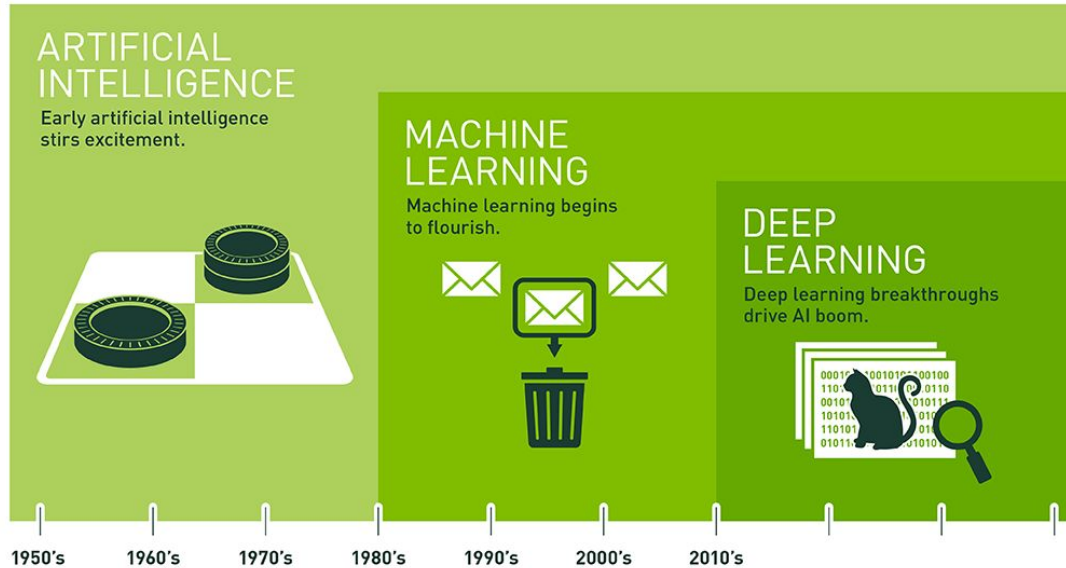 ARTIFICIAL
INTELLIGENCE
Early artificial intelligence
stirs excitement.
MACHINE
LEARNING
Machine learning begins
to flourish.
DEEP
LEARNING
Deep learning breakthroughs
drive AI boom.
1950's 1960's 1970's 1980's 1990's 2000's 2010's